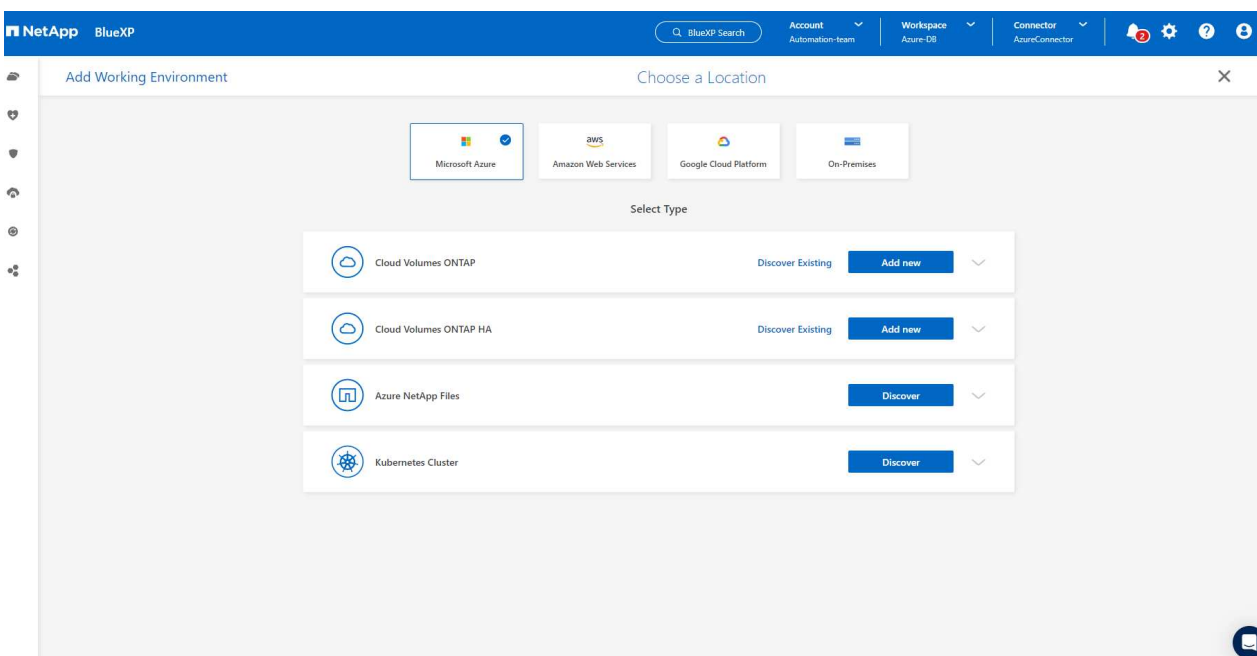 NetApp BlueXP
BlueXP Search
Account
Automation-team
Workspace
Azure-DB
Connector
AzureConnector
2
Add Working Environment
Choose a Location
Microsoft Azure
aws
Amazon Web Services
Google Cloud Platform
On-Premises
Select Type
Cloud Volumes ONTAP
Discover Existing
Add new
Cloud Volumes ONTAP HA
Discover Existing
Add new
Azure NetApp Files
Discover
Kubernetes Cluster
Discover